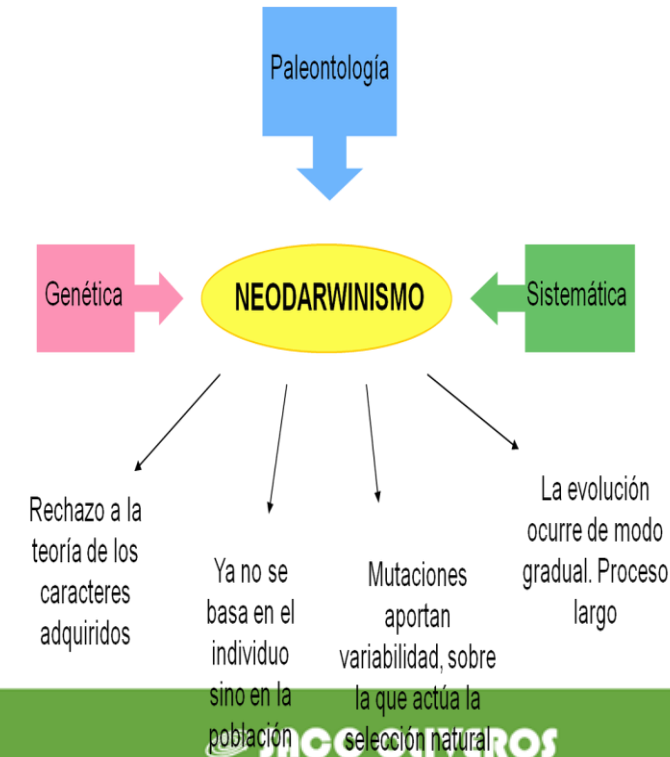 Paleontología
Genética
NEODARWINISMO
Sistemática
Rechazo a la
teoría de los
caracteres
adquiridos
Ya no se
basa en el
individuo
sino en la
población
Mutaciones
aportan
variabilidad, sobre
la que actúa la
selección natural
La evolución
ocurre de modo
gradual. Proceso
largo
SACO OLIVEROS